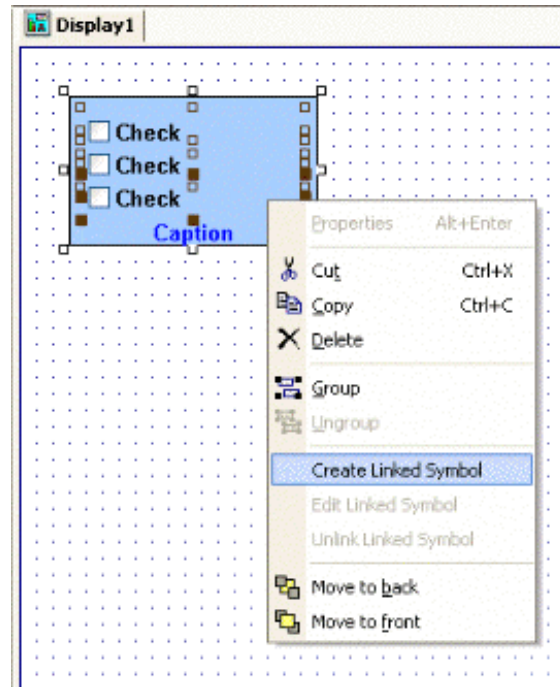 Display1
Check
Check
Check
Caption
Properties Alt+Enter
Cut Ctrl+X
Copy Ctrl+C
Delete
Group
Ungroup
Create Linked Symbol
Edit Linked Symbol
Unlink Linked Symbol
Move to back
Move to front